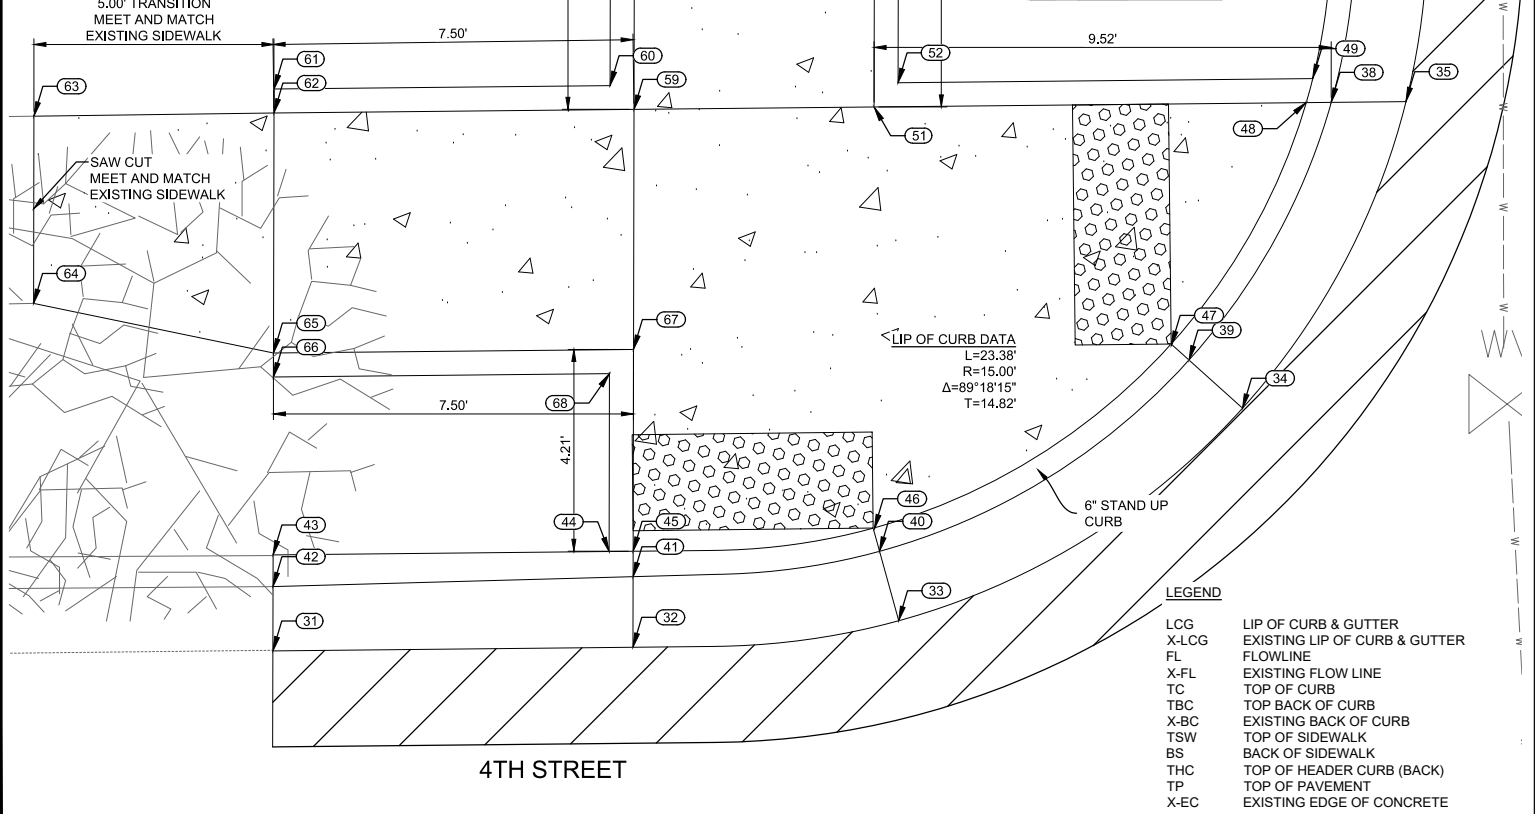 5.00' TRANSITION
MEET AND MATCH
EXISTING SIDEWALK
7.50'
9.52'
52
49
61
60
62
59
63
38
35
51
48
SAW CUT
MEET AND MATCH
EXISTING SIDEWALK
64
65
67
66
47
39
LIP OF CURB DATA
L=23.38'
R=15.00'
Δ=89°18'15"
T=14.82'
34
68
7.50'
4.21'
6" STAND UP
CURB
46
44
45
40
43
41
42
33
31
32
4TH STREET
W
W
W
W
W
W
LEGEND
LCG LIP OF CURB & GUTTER
X-LCG EXISTING LIP OF CURB & GUTTER
FL FLOWLINE
X-FL EXISTING FLOW LINE
TC TOP OF CURB
TBC TOP BACK OF CURB
X-BC EXISTING BACK OF CURB
TSW TOP OF SIDEWALK
BS BACK OF SIDEWALK
THC TOP OF HEADER CURB (BACK)
TP TOP OF PAVEMENT
X-EC EXISTING EDGE OF CONCRETE